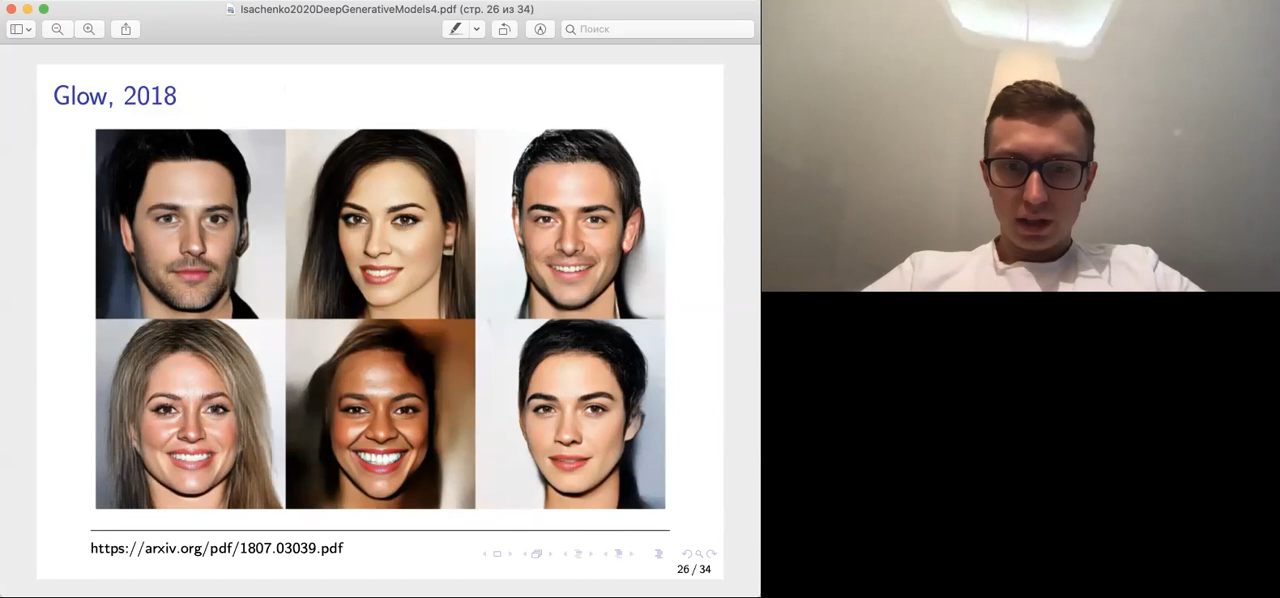 Isachenko2020DeepGenerativeModels4.pdf (стр. 26 из 34)
Поиск
Glow, 2018
https://arxiv.org/pdf/1807.03039.pdf
26 / 34